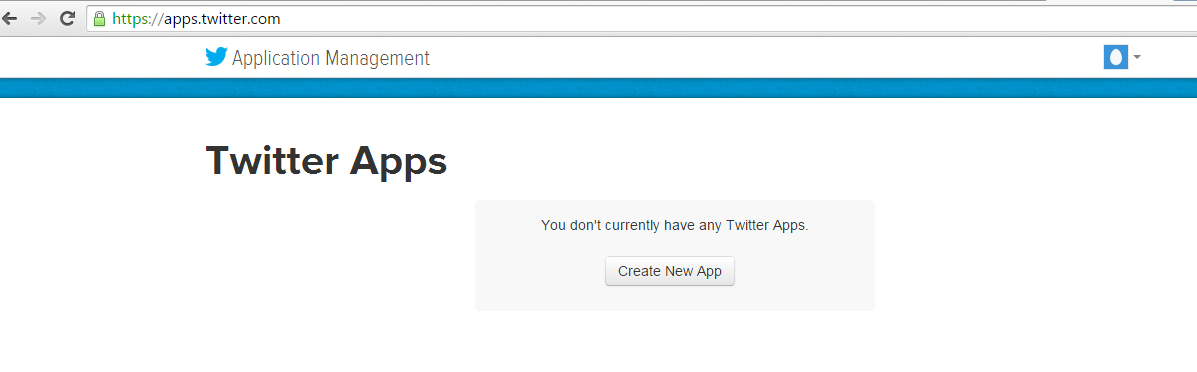 https://apps.twitter.com
Application Management
Twitter Apps
You don't currently have any Twitter Apps.
Create New App